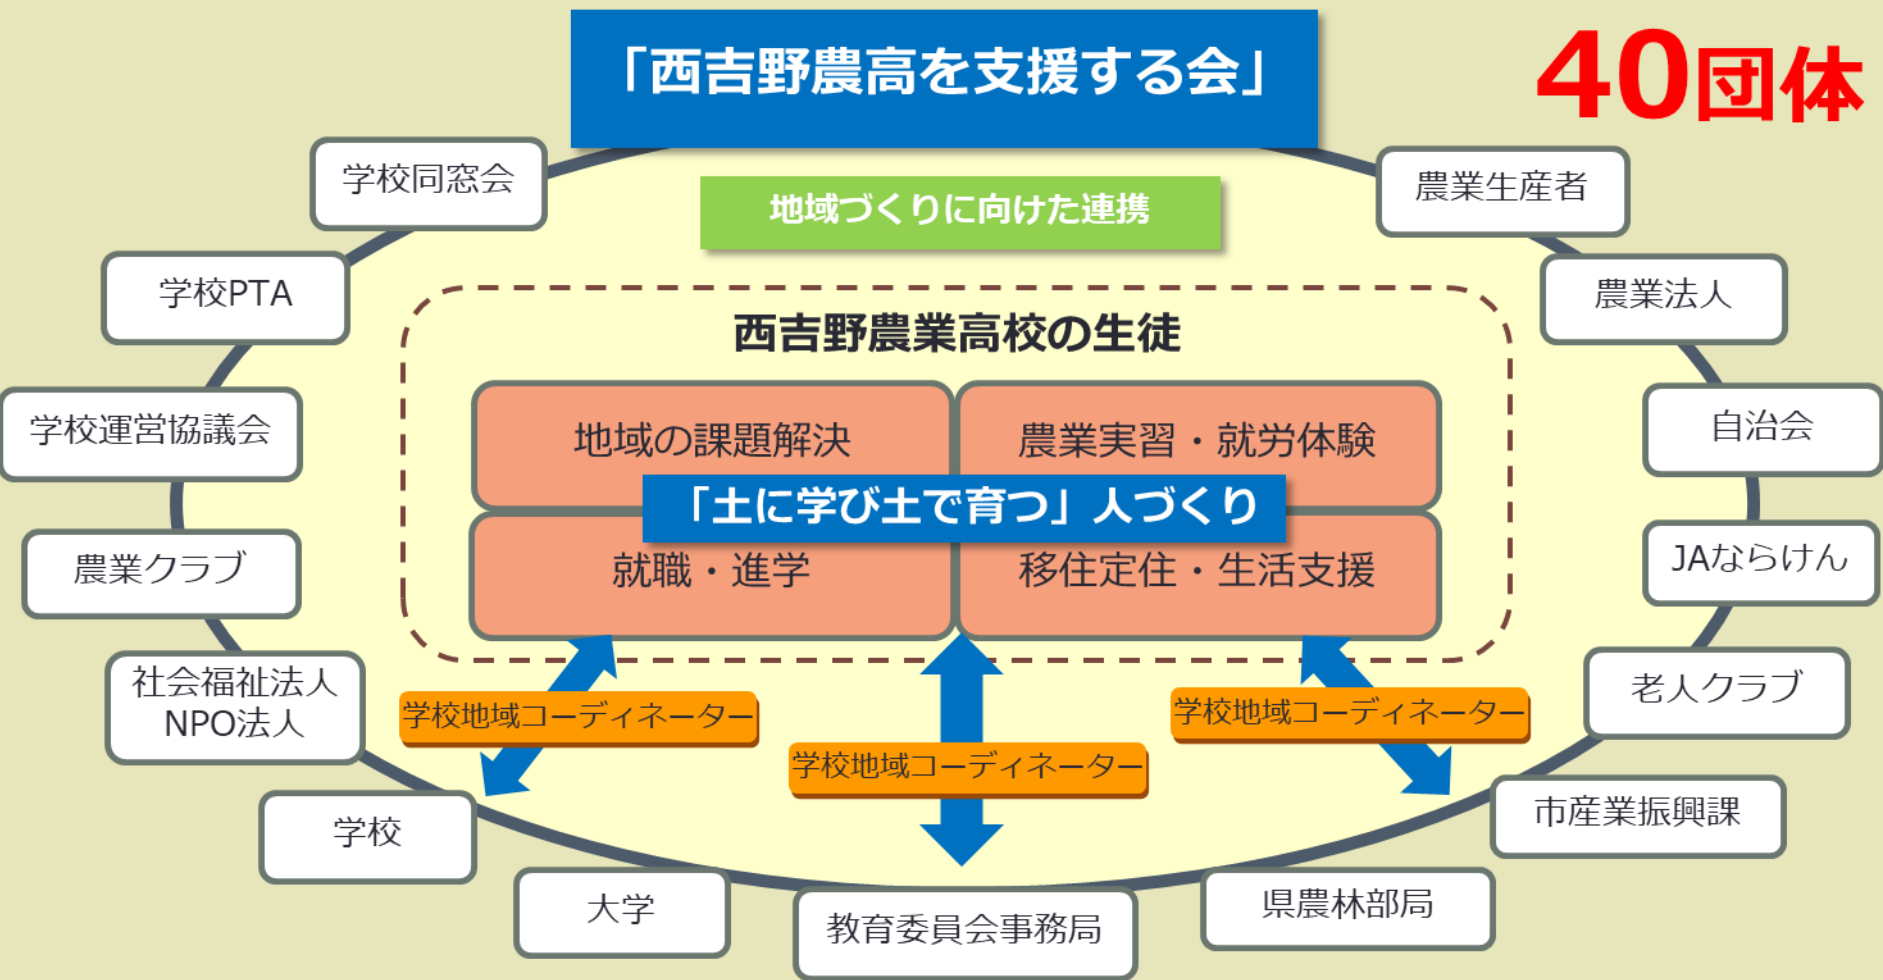 「西吉野農高を支援する会」
40団体
学校同窓会
農業生産者
地域づくりに向けた連携
学校PTA
農業法人
西吉野農業高校の生徒
学校運営協議会
自治会
地域の課題解決
農業実習・就労体験
「土に学び土で育つ」人づくり
就職・進学
移住定住・生活支援
農業クラブ
JAならけん
社会福祉法人
NPO法人
老人クラブ
学校地域コーディネーター
学校地域コーディネーター
学校地域コーディネーター
学校
市産業振興課
大学
教育委員会事務局
県農林部局